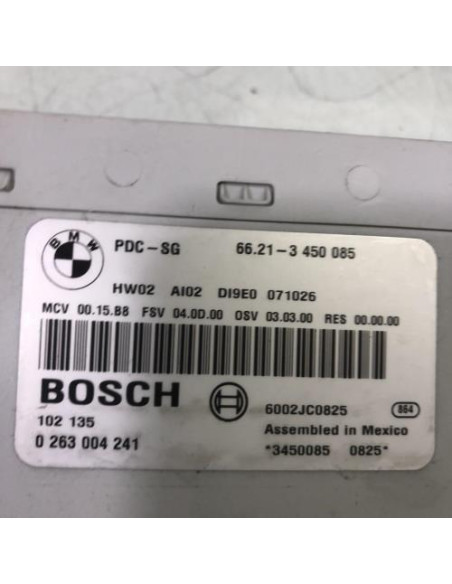 BMW
PDC-SG 66.21-3 450 085
HW02 AI02 DI9E0 071026
MCV 00.15.88 FSV 04.0D.00 OSV 03.03.00 RES 00.00.00
BOSCH
102 135 6002JC0825 864
0 263 004 241 Assembled in Mexico
*3450085 0825*